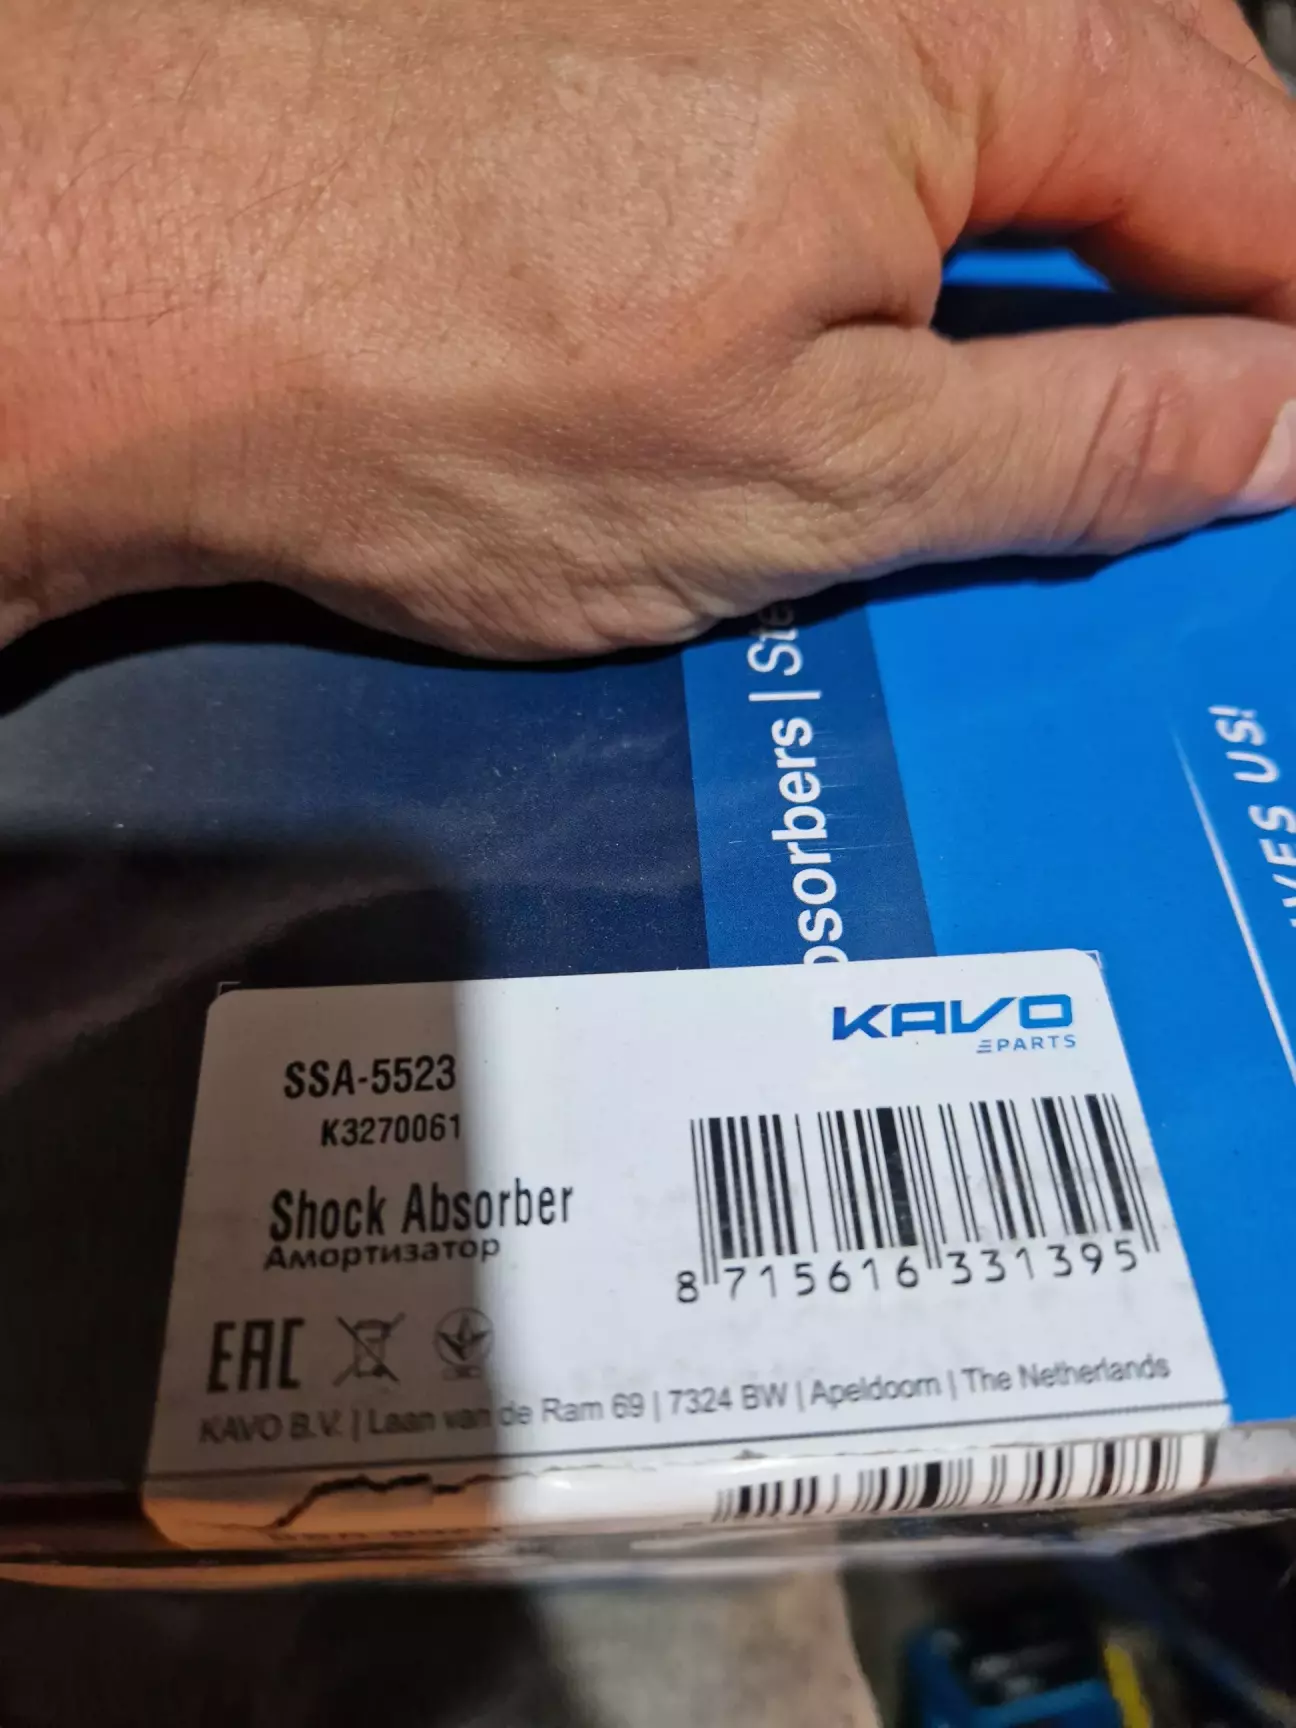 osorbers | Ste
VES US!
KAVO
PARTS
SSA-5523
K3270061
Shock Absorber
Амортизатор
8 715616 331395
EAC
KAVO B.V. | Laan van de Ram 69 | 7324 BW | Apeldoorn | The Netherlands